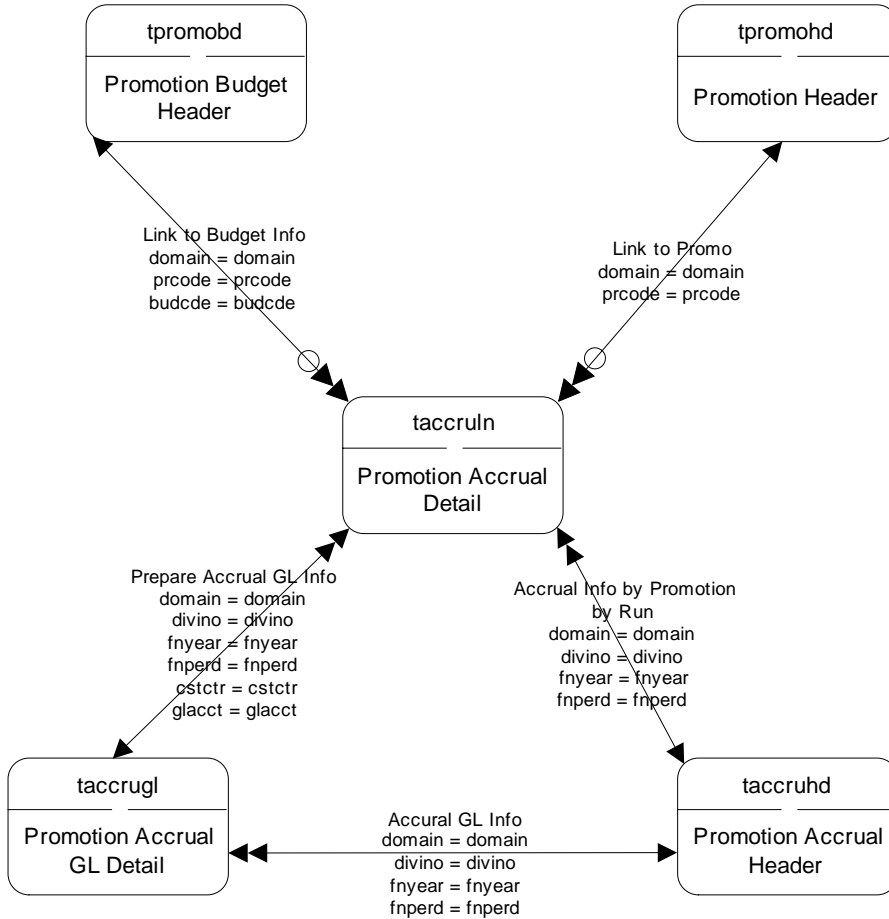 tpromobd
Promotion Budget
Header
tpromohd
Promotion Header
Link to Budget Info
domain = domain
prcode = prcode
budcde = budcde
Link to Promo
domain = domain
prcode = prcode
taccruln
Promotion Accrual
Detail
Prepare Accrual GL Info
domain = domain
divino = divino
fnyear = fnyear
fnperd = fnperd
cstctr = cstctr
glacct = glacct
Accrual Info by Promotion
by Run
domain = domain
divino = divino
fnyear = fnyear
fnperd = fnperd
taccrugl
Promotion Accrual
GL Detail
Accural GL Info
domain = domain
divino = divino
fnyear = fnyear
fnperd = fnperd
taccruhd
Promotion Accrual
Header